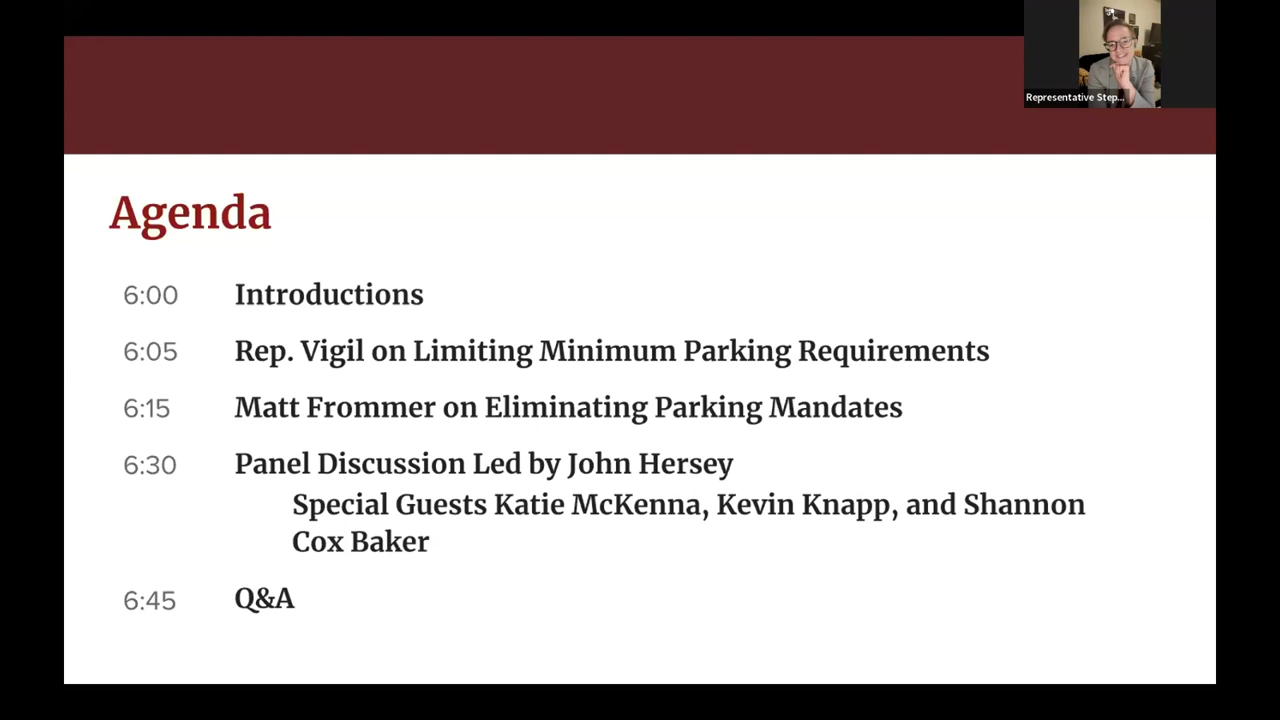 Representative Step...
Agenda
6:00 Introductions
6:05 Rep. Vigil on Limiting Minimum Parking Requirements
6:15 Matt Frommer on Eliminating Parking Mandates
6:30 Panel Discussion Led by John Hersey
Special Guests Katie McKenna, Kevin Knapp, and Shannon
Cox Baker
6:45 Q&A